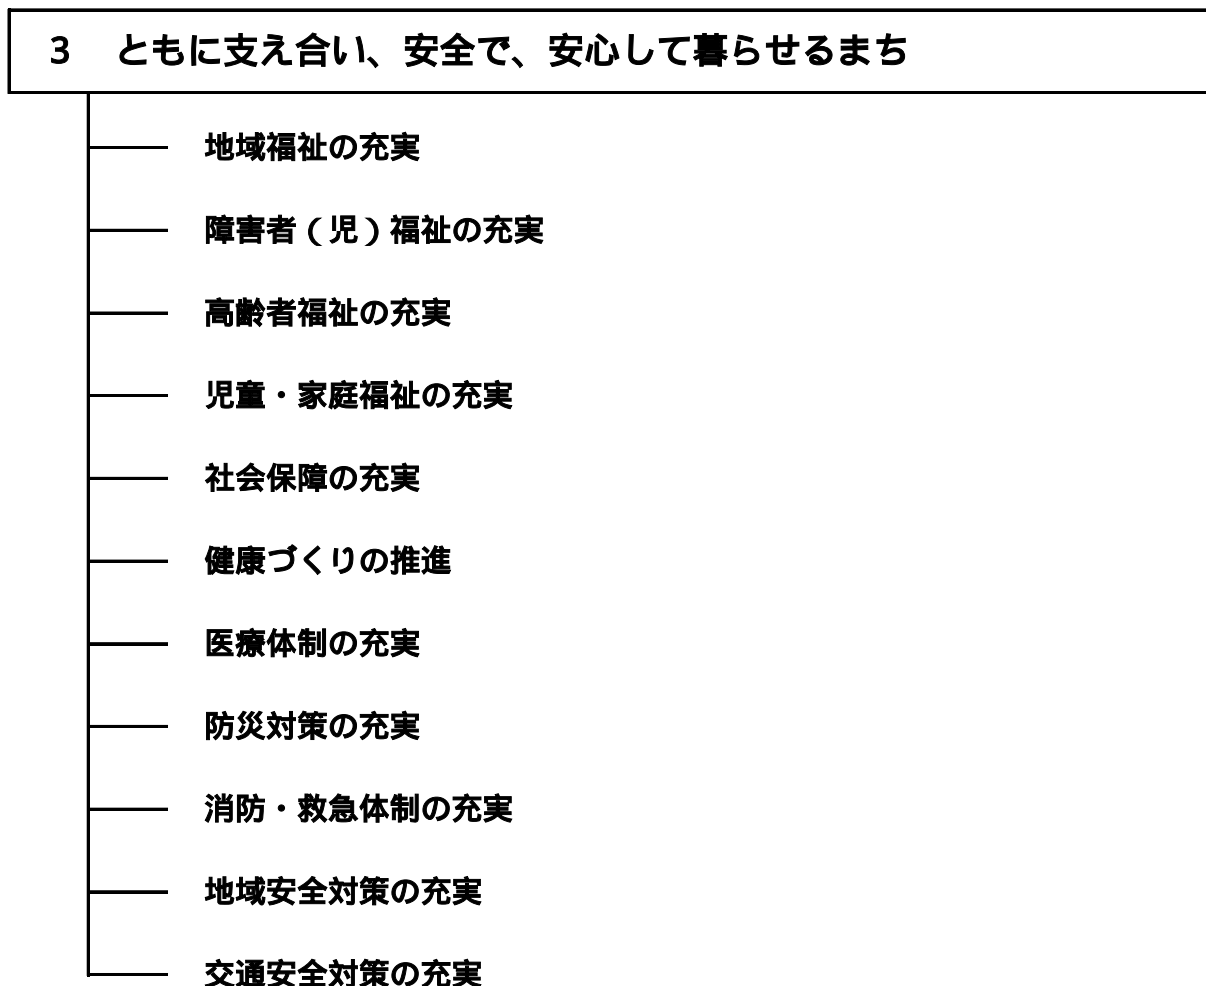 3　ともに支え合い、安全で、安心して暮らせるまち
地域福祉の充実
障害者(児)福祉の充実
高齢者福祉の充実
児童・家庭福祉の充実
社会保障の充実
健康づくりの推進
医療体制の充実
防災対策の充実
消防・救急体制の充実
地域安全対策の充実
交通安全対策の充実